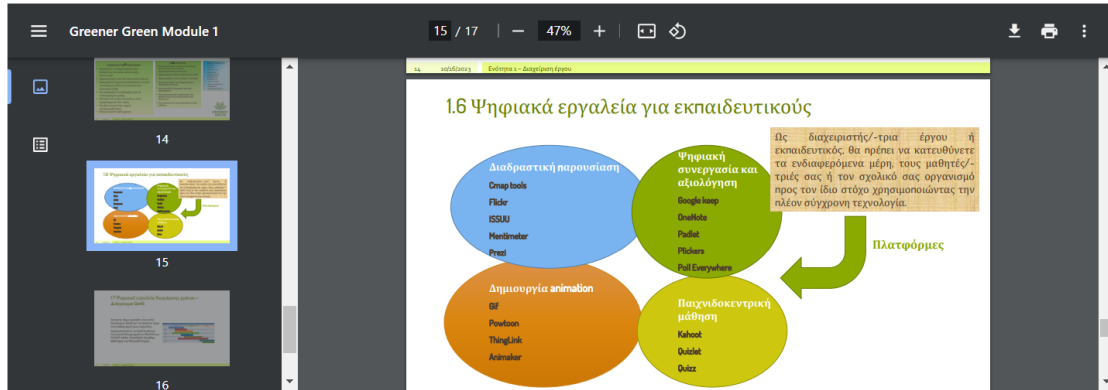 Greener Green Module 1
15 / 17
47%
14
15
16
14 10/16/2023 Ενότητα 1 – Διαχείριση έργου
1.6 Ψηφιακά εργαλεία για εκπαιδευτικούς
Διαδραστική παρουσίαση
Cmap tools
Flickr
ISSUU
Mentimeter
Prezi
Ψηφιακή
συνεργασία και
αξιολόγηση
Google keep
OneNote
Padlet
Plickers
Poll Everywhere
Ως διαχειριστής/-τρια έργου ή
εκπαιδευτικός, θα πρέπει να κατευθύνετε
τα ενδιαφερόμενα μέρη, τους μαθητές/-
τριές σας ή τον σχολικό σας οργανισμό
προς τον ίδιο στόχο χρησιμοποιώντας την
πλέον σύγχρονη τεχνολογία.
Πλατφόρμες
Δημιουργία animation
Gif
Powtoon
ThingLink
Animaker
Παιχνιδοκεντρική
μάθηση
Kahoot
Quizlet
Quizz